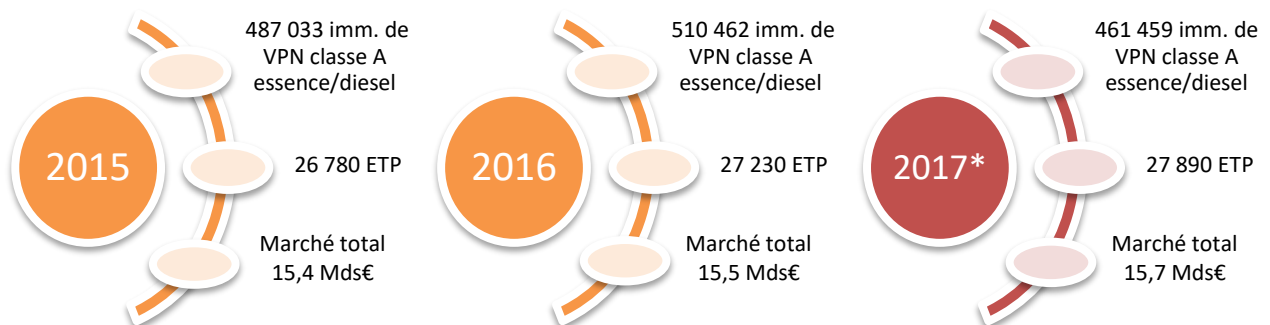 2015
487 033 imm. de
VPN classe A
essence/diesel
26 780 ETP
Marché total
15,4 Mds€
2016
510 462 imm. de
VPN classe A
essence/diesel
27 230 ETP
Marché total
15,5 Mds€
2017*
461 459 imm. de
VPN classe A
essence/diesel
27 890 ETP
Marché total
15,7 Mds€